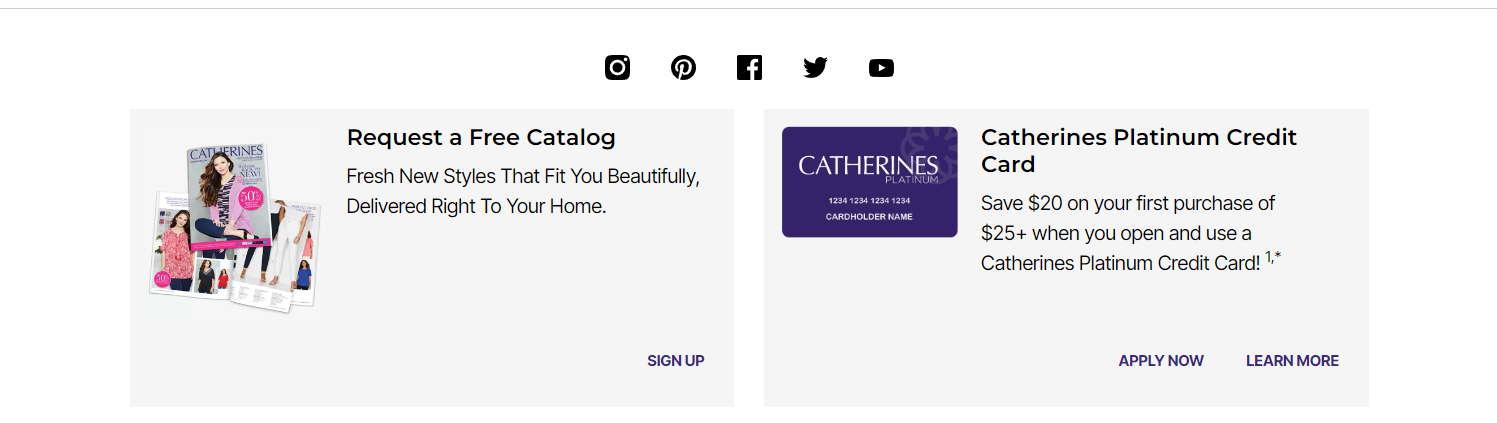 CATHERINES
NEW!
50%
50%
Request a Free Catalog
Fresh New Styles That Fit You Beautifully,
Delivered Right To Your Home.
SIGN UP
CATHERINES
PLATINUM
1234 1234 1234 1234
CARDHOLDER NAME
Catherines Platinum Credit
Card
Save $20 on your first purchase of
$25+ when you open and use a
Catherines Platinum Credit Card! 1,*
APPLY NOW
LEARN MORE